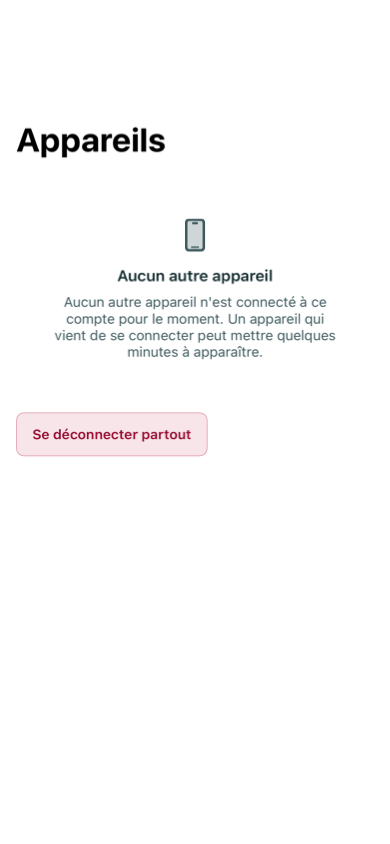 Appareils
Aucun autre appareil
Aucun autre appareil n'est connecté à ce
compte pour le moment. Un appareil qui
vient de se connecter peut mettre quelques
minutes à apparaître.
Se déconnecter partout